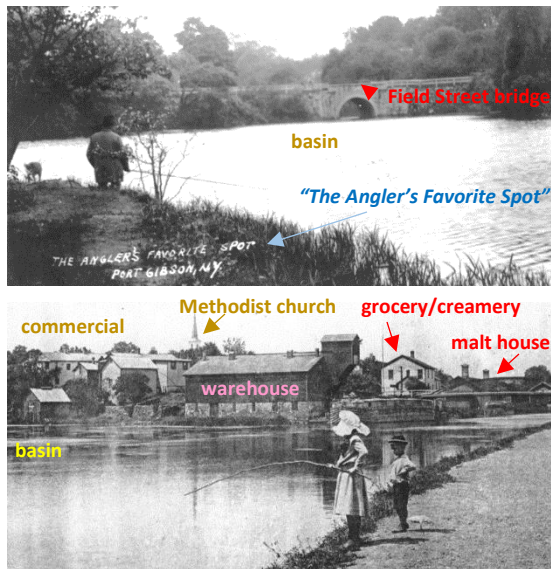 Field Street bridge
basin
"The Angler's Favorite Spot"
THE ANGLER'S FAVORITE SPOT
PORT GIBSON, N.Y.
Methodist church
grocery/creamery
commercial
malt house
warehouse
basin